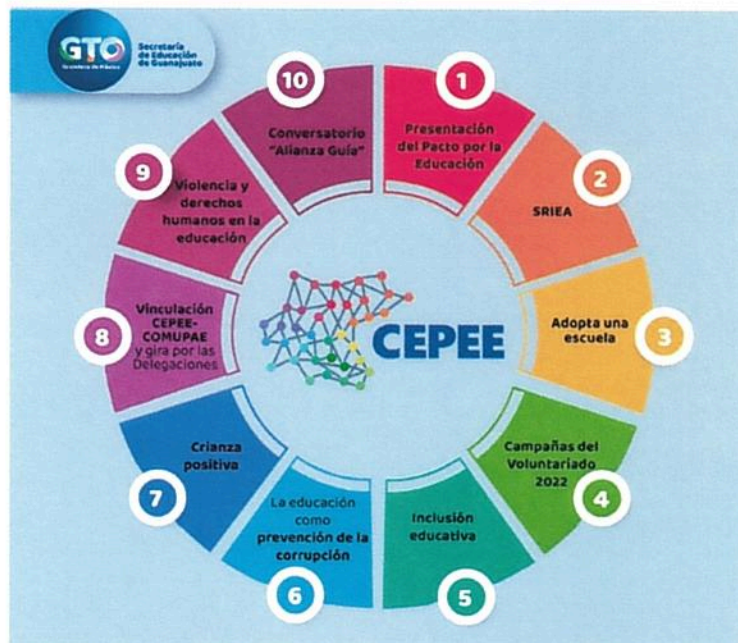 GTO
Grandeza de México
Secretaría
de Educación
de Guanajuato
1
Presentación
del Pacto por la
Educación
2
SRIEA
3
Adopta una
escuela
4
Campañas del
Voluntariado
2022
5
Inclusión
educativa
6
La educación
como
prevención de la
corrupción
7
Crianza
positiva
8
Vinculación
CEPEE-
COMUPAE
y gira por las
Delegaciones
9
Violencia y
derechos
humanos en la
educación
10
Conversatorio
"Alianza Guía"
CEPEE